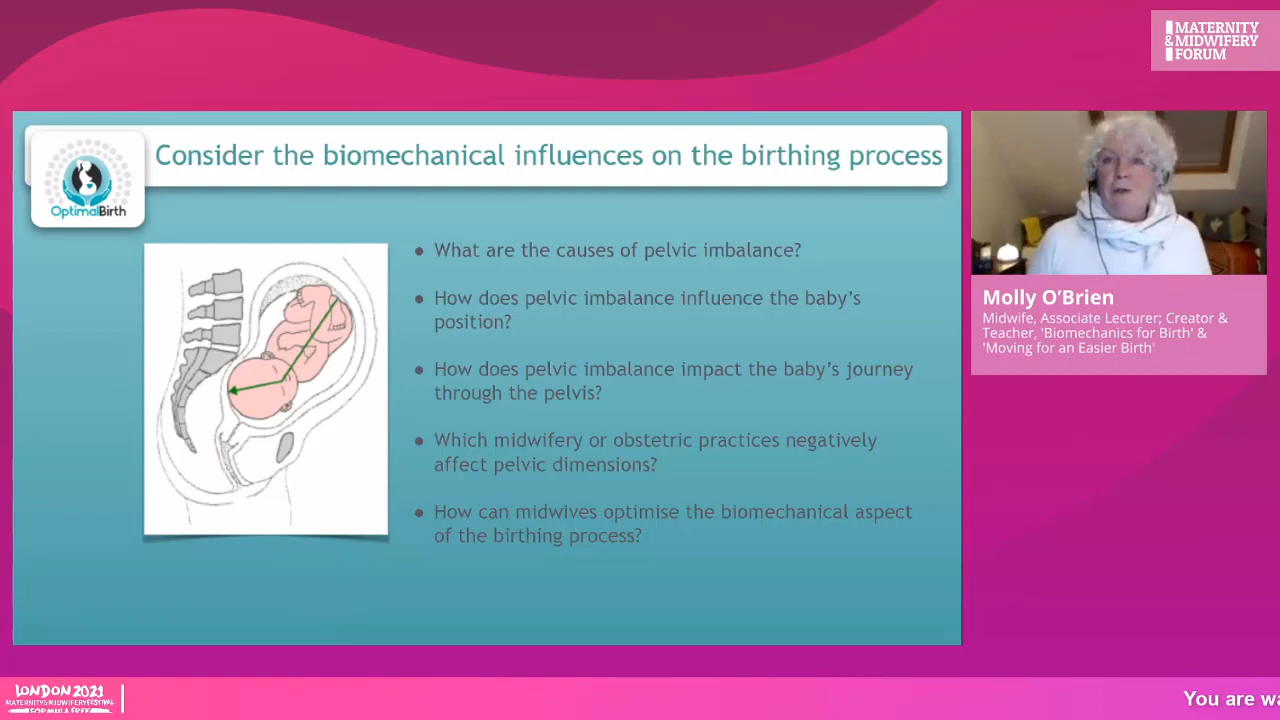 MATERNITY
&MIDWIFERY
FORUM
Consider the biomechanical influences on the birthing process
OptimalBirth
• What are the causes of pelvic imbalance?
• How does pelvic imbalance influence the baby's
position?
• How does pelvic imbalance impact the baby's journey
through the pelvis?
• Which midwifery or obstetric practices negatively
affect pelvic dimensions?
• How can midwives optimise the biomechanical aspect
of the birthing process?
Molly O'Brien
Midwife, Associate Lecturer; Creator &
Teacher, 'Biomechanics for Birth' &
'Moving for an Easier Birth'
LONDON 2021
MATERNITY&MIDWIFERYFESTIVAL
FORMULA FREE
You are wa